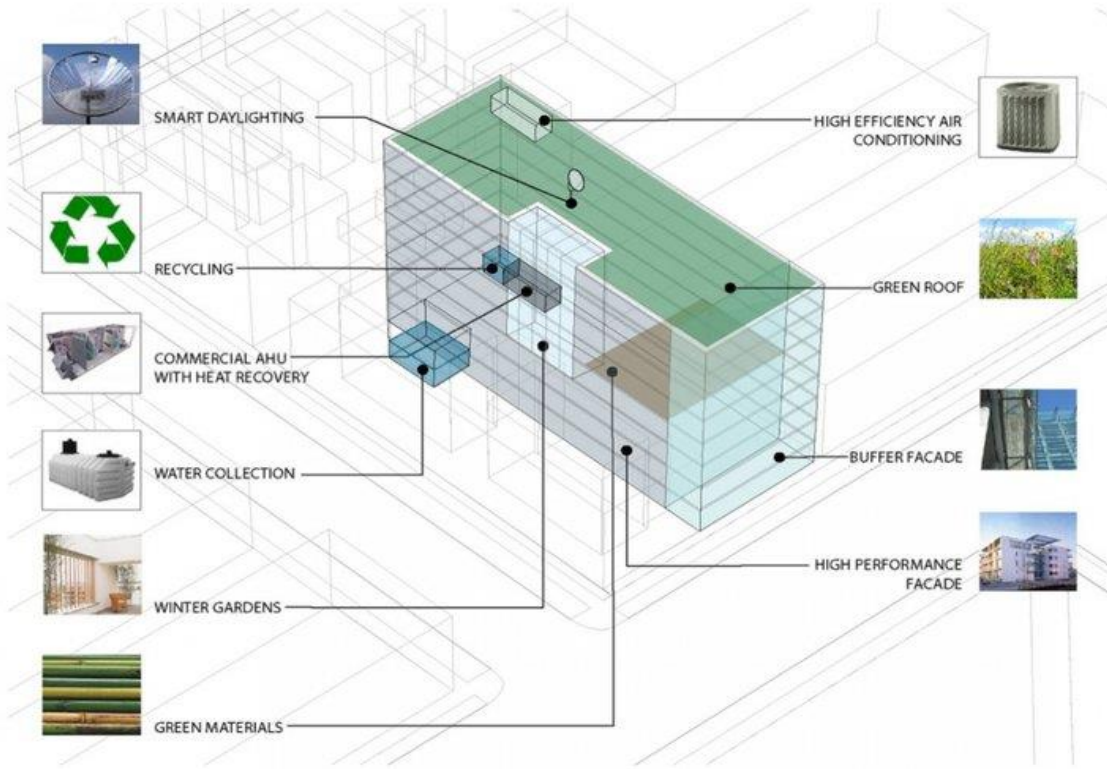 SMART DAYLIGHTING
RECYCLING
COMMERCIAL AHU
WITH HEAT RECOVERY
WATER COLLECTION
WINTER GARDENS
GREEN MATERIALS
HIGH EFFICIENCY AIR
CONDITIONING
GREEN ROOF
BUFFER FACADE
HIGH PERFORMANCE
FACADE